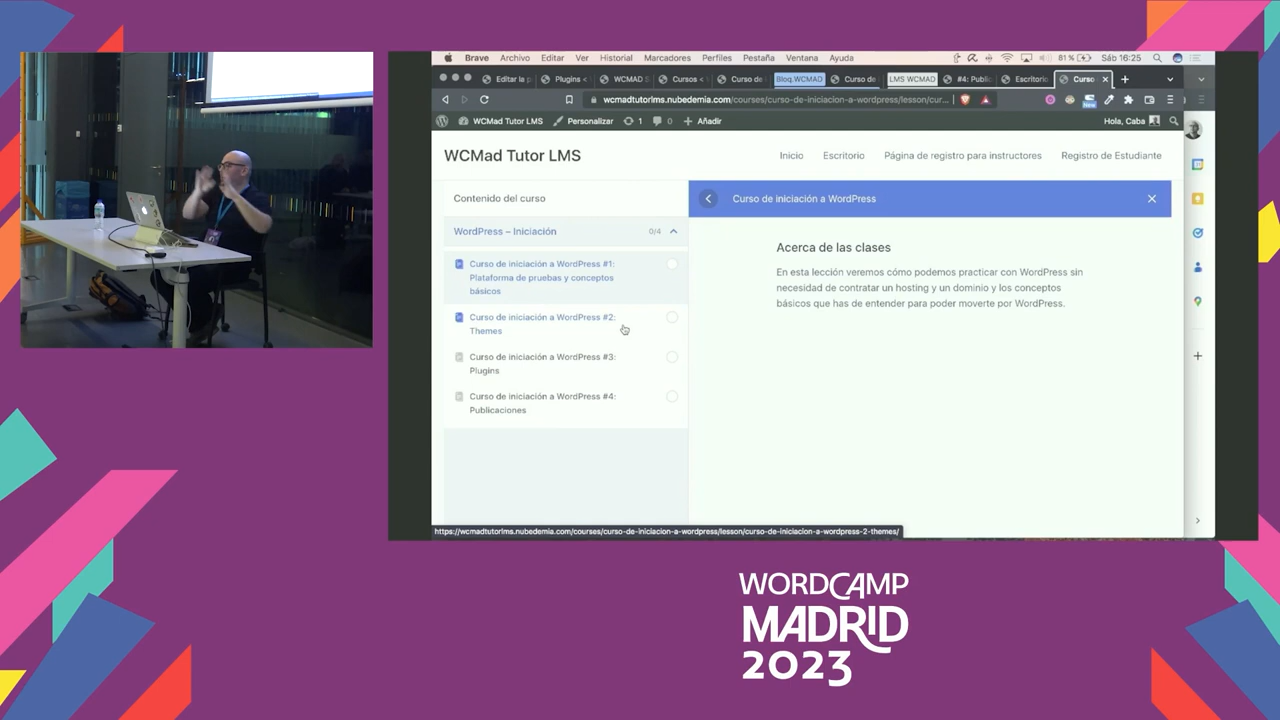 Brave Archivo Editar Ver Historial Marcadores Perfiles Pestaña Ventana Ayuda 81 % Sáb 16:25
Editar la p Plugins < WCMAD S Cursos < Curso de Bloq.WCMAD Curso de LMS WCMAD #4: Publi Escritorio Curso
wcmadtutorlms.nubedemia.com/courses/curso-de-iniciacion-a-wordpress/lesson/cur...
New
WCMad Tutor LMS Personalizar 1 0 Añadir Hola, Caba
WCMad Tutor LMS Inicio Escritorio Página de registro para instructores Registro de Estudiante
Contenido del curso
Curso de iniciación a WordPress
WordPress – Iniciación 0/4
Curso de iniciación a WordPress #1:
Plataforma de pruebas y conceptos
básicos
Curso de iniciación a WordPress #2:
Themes
Curso de iniciación a WordPress #3:
Plugins
Curso de iniciación a WordPress #4:
Publicaciones
Acerca de las clases
En esta lección veremos cómo podemos practicar con WordPress sin
necesidad de contratar un hosting y un dominio y los conceptos
básicos que has de entender para poder moverte por WordPress.
https://wcmadtutorlms.nubedemia.com/courses/curso-de-iniciacion-a-wordpress/lesson/curso-de-iniciacion-a-wordpress-2-themes/
WORDCAMP
MADRID
2023